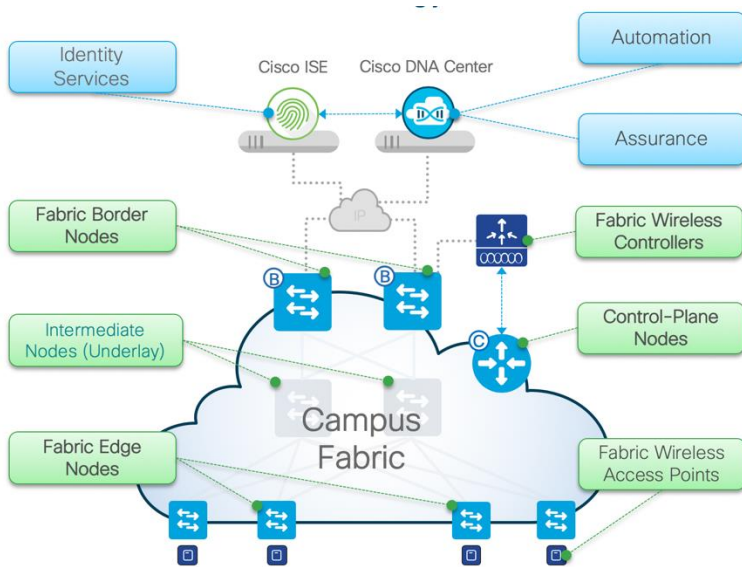 Identity
Services
Cisco ISE
Cisco DNA Center
Automation
Assurance
IP
Fabric Border
Nodes
B
B
Fabric Wireless
Controllers
Intermediate
Nodes (Underlay)
C
Control-Plane
Nodes
Campus
Fabric
Fabric Edge
Nodes
Fabric Wireless
Access Points